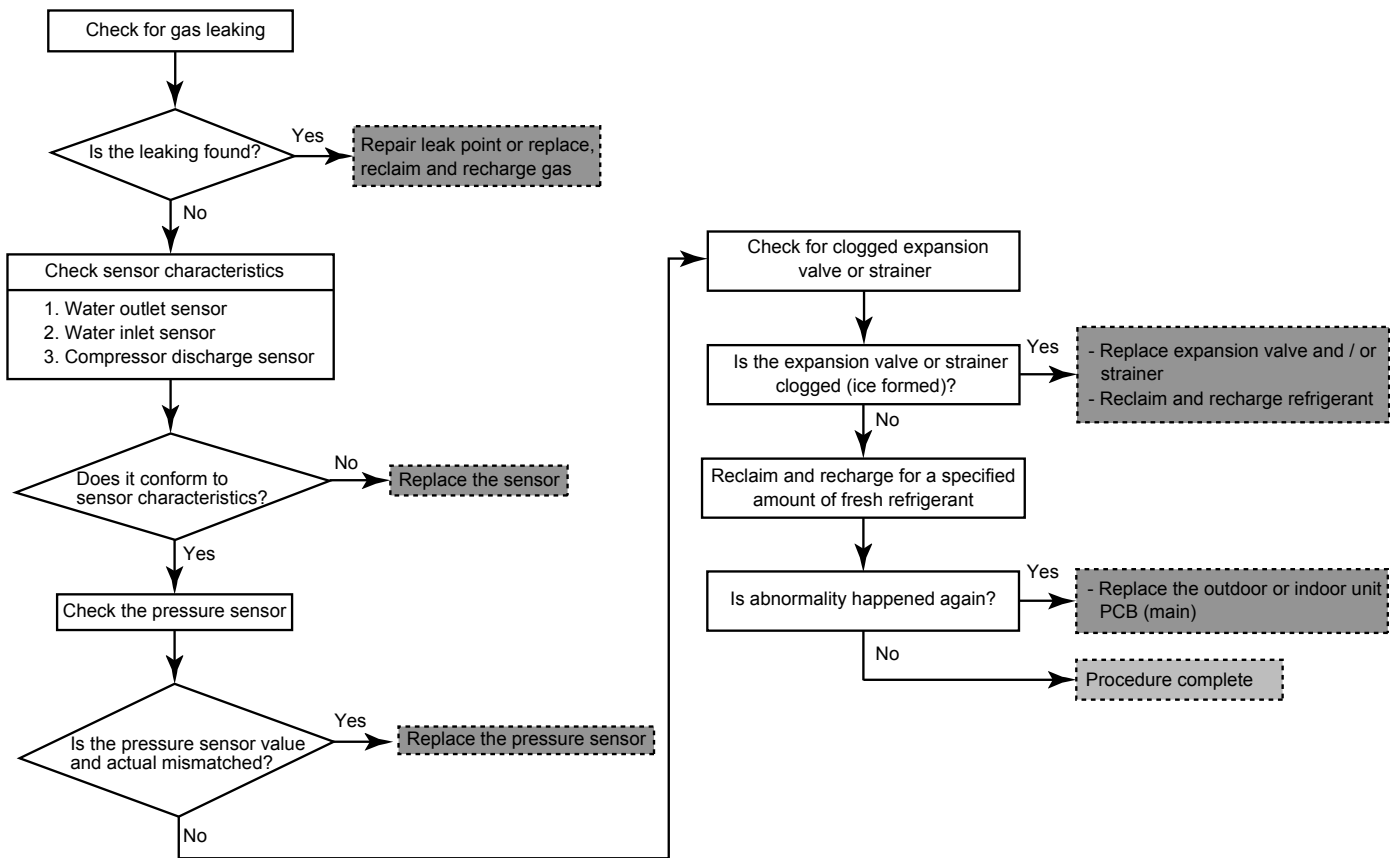 Check for gas leaking
Is the leaking found?
Yes
Repair leak point or replace,
reclaim and recharge gas
No
Check sensor characteristics
1. Water outlet sensor
2. Water inlet sensor
3. Compressor discharge sensor
Does it conform to
sensor characteristics?
No
Replace the sensor
Yes
Check the pressure sensor
Is the pressure sensor value
and actual mismatched?
Yes
Replace the pressure sensor
No
Check for clogged expansion
valve or strainer
Is the expansion valve or strainer
clogged (ice formed)?
Yes
- Replace expansion valve and / or
strainer
- Reclaim and recharge refrigerant
No
Reclaim and recharge for a specified
amount of fresh refrigerant
Is abnormality happened again?
Yes
- Replace the outdoor or indoor unit
PCB (main)
No
Procedure complete